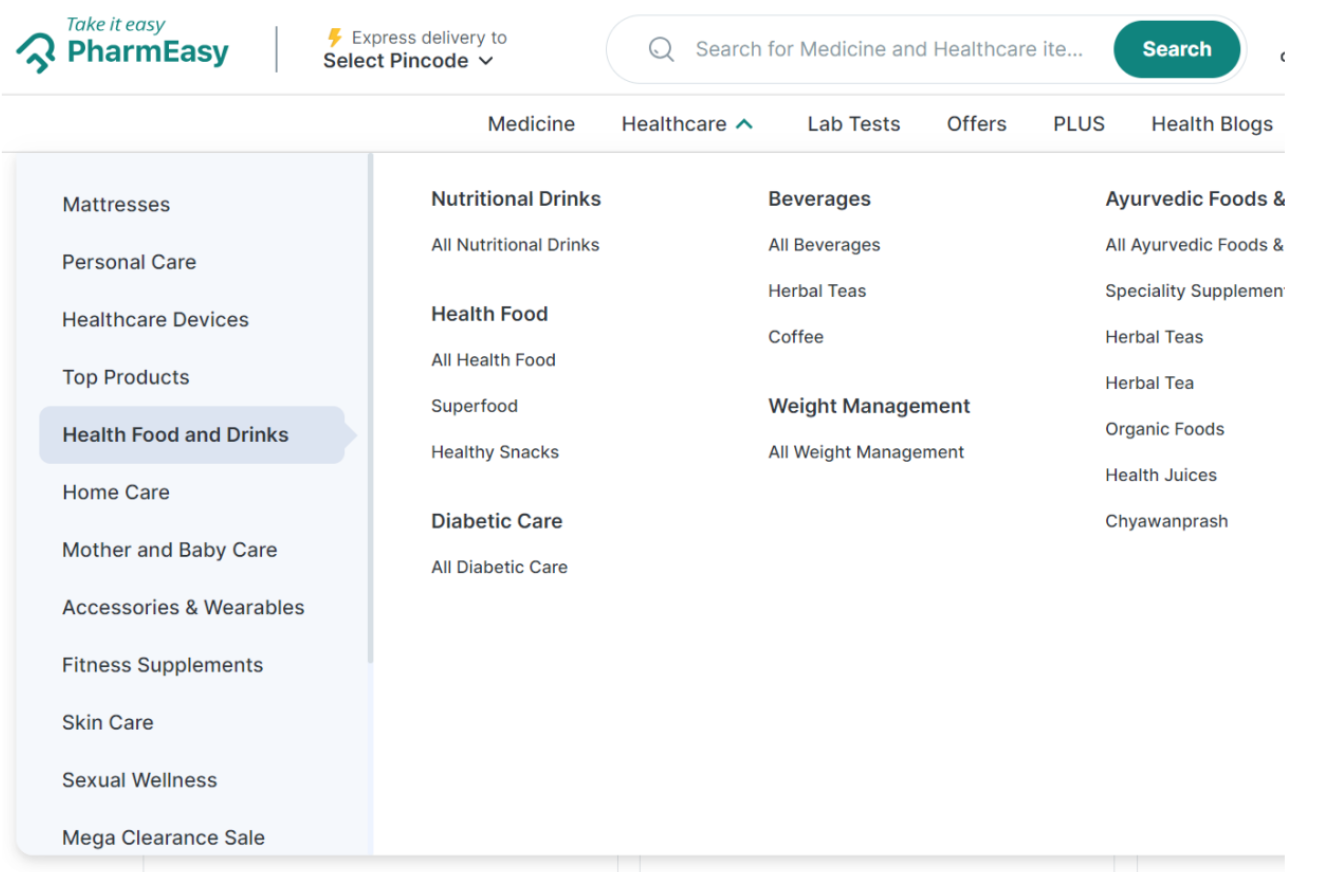 Take it easy
PharmEasy
Express delivery to
Select Pincode
Search for Medicine and Healthcare ite...
Search
Medicine
Healthcare
Lab Tests
Offers
PLUS
Health Blogs
Mattresses
Personal Care
Healthcare Devices
Top Products
Health Food and Drinks
Home Care
Mother and Baby Care
Accessories & Wearables
Fitness Supplements
Skin Care
Sexual Wellness
Mega Clearance Sale
Nutritional Drinks
All Nutritional Drinks
Health Food
All Health Food
Superfood
Healthy Snacks
Diabetic Care
All Diabetic Care
Beverages
All Beverages
Herbal Teas
Coffee
Weight Management
All Weight Management
Ayurvedic Foods &
All Ayurvedic Foods &
Speciality
Herbal Teas
Herbal Tea
Organic Foods
Health Juices
Chyawanprash